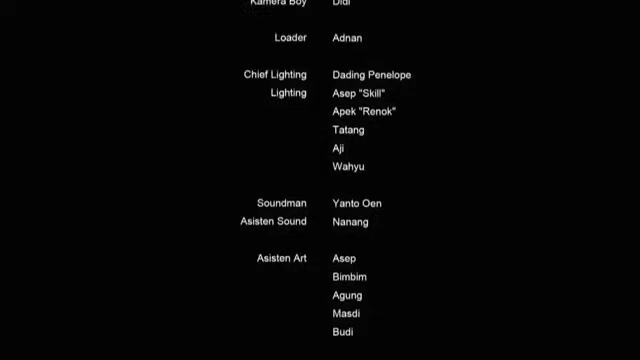 Kamera Boy Didi
Loader Adnan
Chief Lighting Dading Penelope
Lighting Asep "Skill"
Apek "Renok"
Tatang
Aji
Wahyu
Soundman Yanto Oen
Asisten Sound Nanang
Asisten Art Asep
Bimbim
Agung
Masdi
Budi